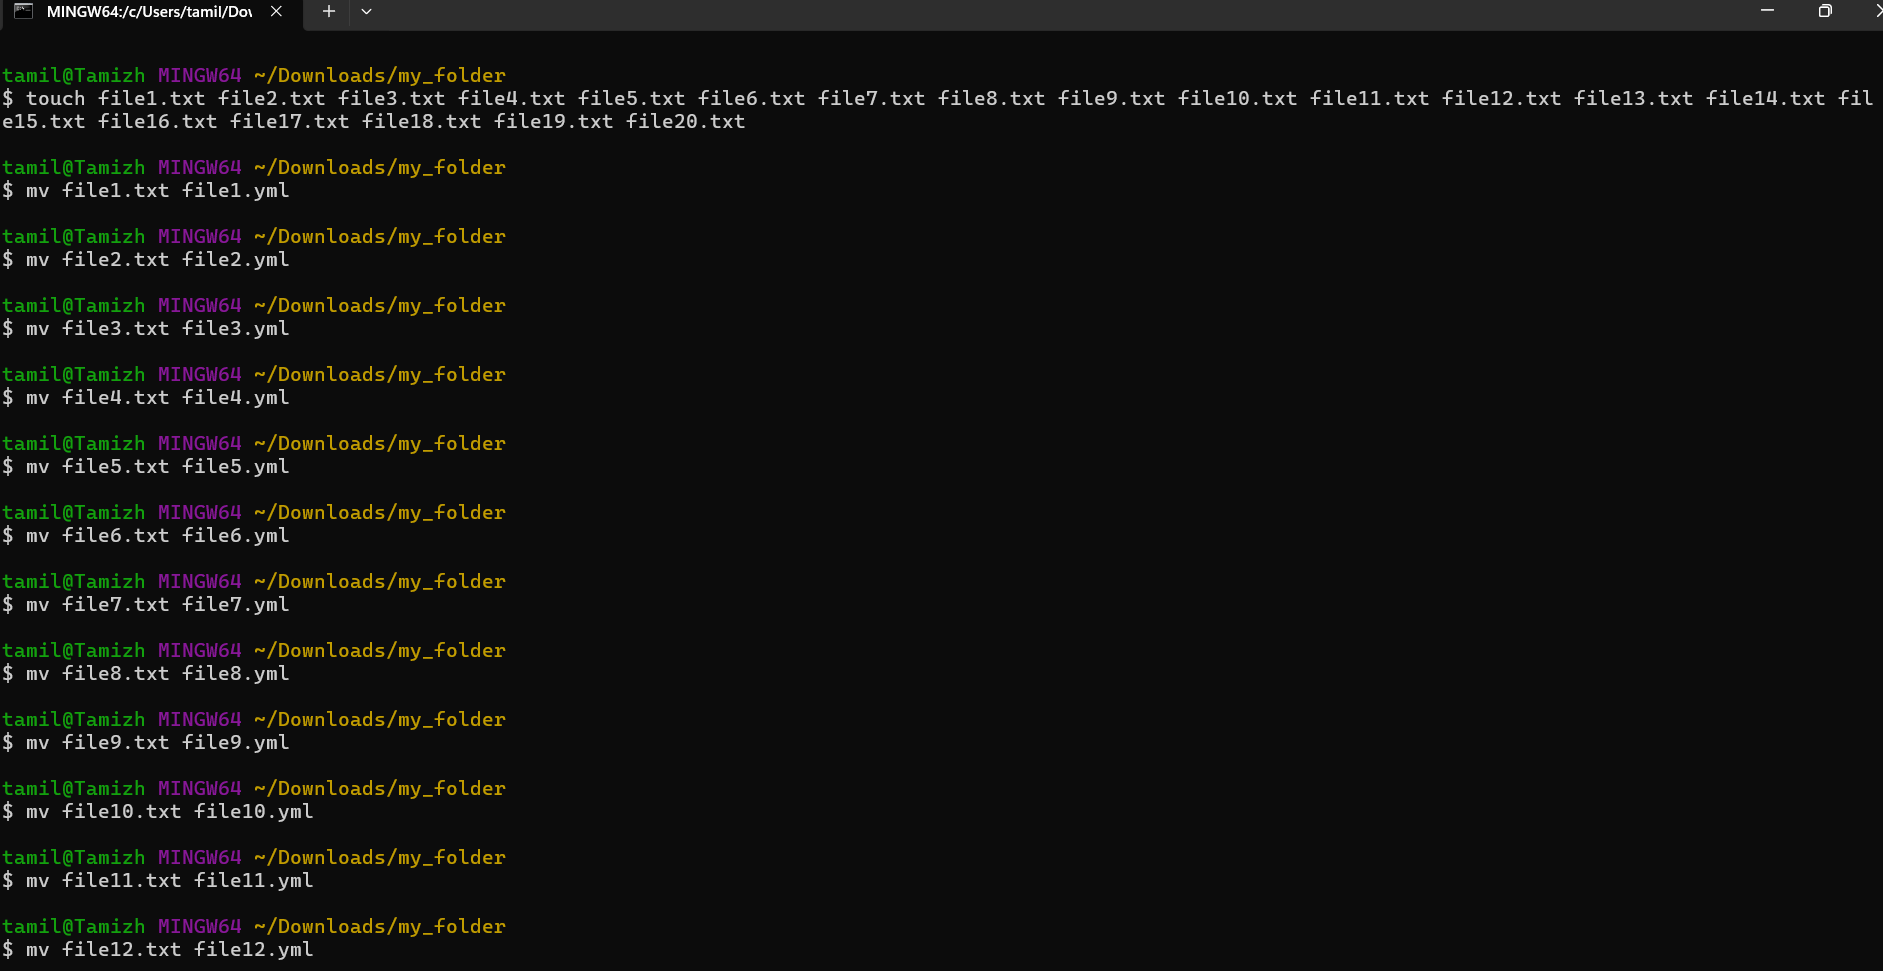 MINGW64:/c/Users/tamil/Dov
tamil@Tamizh MINGW64 ~/Downloads/my_folder
$ touch file1.txt file2.txt file3.txt file4.txt file5.txt file6.txt file7.txt file8.txt file9.txt file10.txt file11.txt file12.txt file13.txt file14.txt fil
e15.txt file16.txt file17.txt file18.txt file19.txt file20.txt
tamil@Tamizh MINGW64 ~/Downloads/my_folder
$ mv file1.txt file1.yml
tamil@Tamizh MINGW64 ~/Downloads/my_folder
$ mv file2.txt file2.yml
tamil@Tamizh MINGW64 ~/Downloads/my_folder
$ mv file3.txt file3.yml
tamil@Tamizh MINGW64 ~/Downloads/my_folder
$ mv file4.txt file4.yml
tamil@Tamizh MINGW64 ~/Downloads/my_folder
$ mv file5.txt file5.yml
tamil@Tamizh MINGW64 ~/Downloads/my_folder
$ mv file6.txt file6.yml
tamil@Tamizh MINGW64 ~/Downloads/my_folder
$ mv file7.txt file7.yml
tamil@Tamizh MINGW64 ~/Downloads/my_folder
$ mv file8.txt file8.yml
tamil@Tamizh MINGW64 ~/Downloads/my_folder
$ mv file9.txt file9.yml
tamil@Tamizh MINGW64 ~/Downloads/my_folder
$ mv file10.txt file10.yml
tamil@Tamizh MINGW64 ~/Downloads/my_folder
$ mv file11.txt file11.yml
tamil@Tamizh MINGW64 ~/Downloads/my_folder
$ mv file12.txt file12.yml